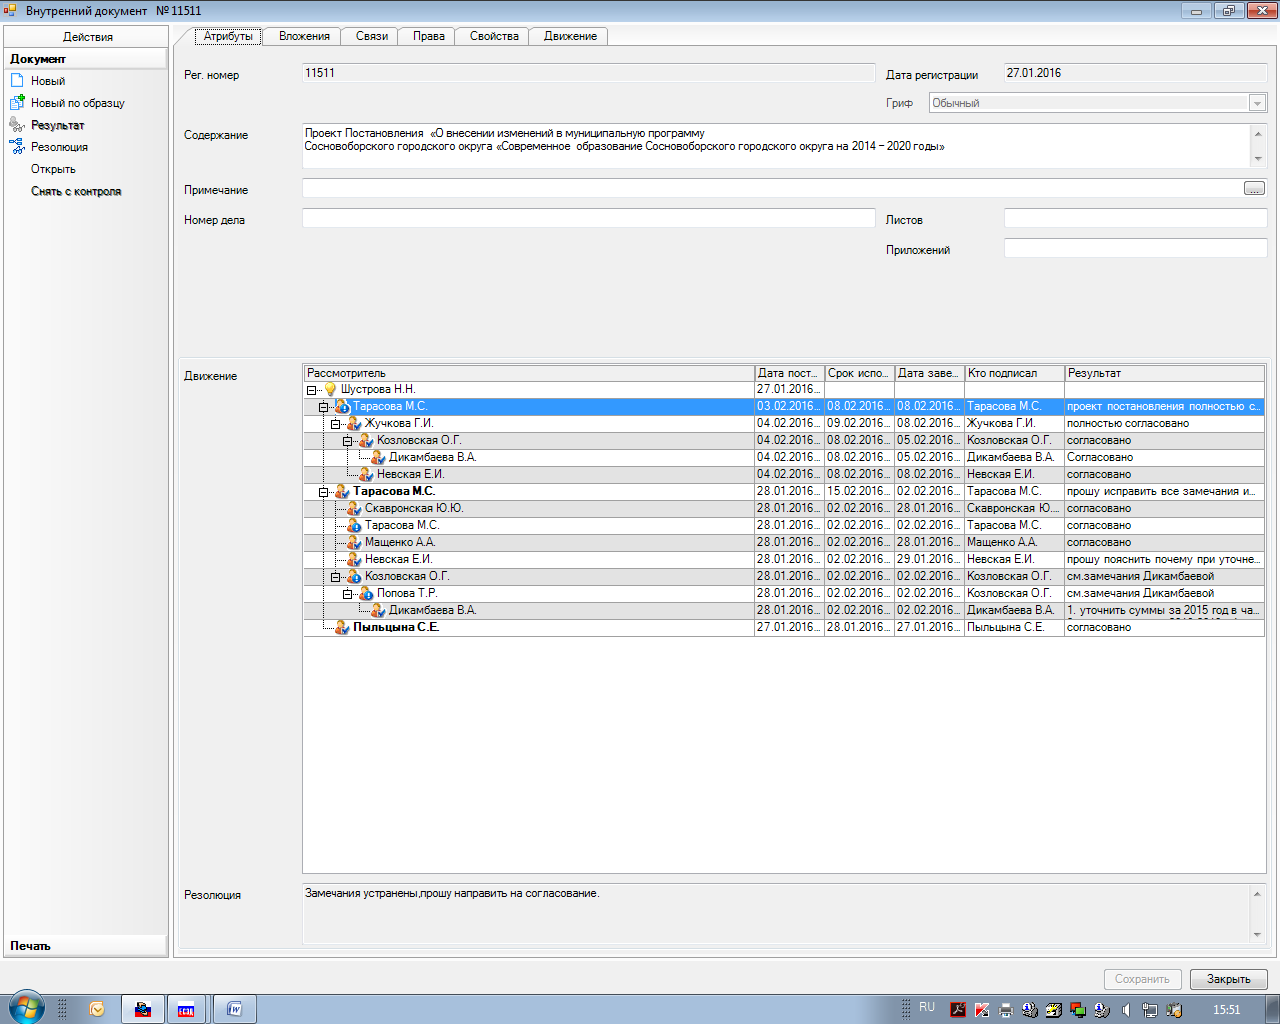 Внутренний документ № 11511
Действия
Документ
Новый
Новый по образцу
Результат
Резолюция
Открыть
Снять с контроля
Печать
Атрибуты Вложения Связи Права Свойства Движение
Рег. номер 11511 Дата регистрации 27.01.2016
Гриф Обычный
Содержание Проект Постановления «О внесении изменений в муниципальную программу
Сосновоборского городского округа «Современное образование Сосновоборского городского округа на 2014 – 2020 годы»
Примечание ...
Номер дела Листов
Приложений
Движение
Рассмотритель Дата пост... Срок испо... Дата заве... Кто подписал Результат
Шустрова Н.Н. 27.01.2016...
Тарасова М.С. 03.02.2016... 08.02.2016... 08.02.2016... Тарасова М.С. проект постановления полностью с...
Жучкова Г.И. 04.02.2016... 09.02.2016... 08.02.2016... Жучкова Г.И. полностью согласовано
Козловская О.Г. 04.02.2016... 08.02.2016... 05.02.2016... Козловская О.Г. согласовано
Дикамбаева В.А. 04.02.2016... 08.02.2016... 05.02.2016... Дикамбаева В.А. Согласовано
Невская Е.И. 04.02.2016... 08.02.2016... 08.02.2016... Невская Е.И. согласовано
Тарасова М.С. 28.01.2016... 15.02.2016... 02.02.2016... Тарасова М.С. прошу исправить все замечания и...
Скавронская Ю.Ю. 28.01.2016... 02.02.2016... 28.01.2016... Скавронская Ю.... согласовано
Тарасова М.С. 28.01.2016... 02.02.2016... 02.02.2016... Тарасова М.С. согласовано
Мащенко А.А. 28.01.2016... 02.02.2016... 28.01.2016... Мащенко А.А. согласовано
Невская Е.И. 28.01.2016... 02.02.2016... 29.01.2016... Невская Е.И. прошу пояснить почему при уточне...
Козловская О.Г. 28.01.2016... 02.02.2016... 02.02.2016... Козловская О.Г. см.замечания Дикамбаевой
Попова Т.Р. 28.01.2016... 02.02.2016... 02.02.2016... Козловская О.Г. см.замечания Дикамбаевой
Дикамбаева В.А. 28.01.2016... 02.02.2016... 02.02.2016... Дикамбаева В.А. 1. уточнить суммы за 2015 год в ча...
Пыльцына С.Е. 27.01.2016... 28.01.2016... 27.01.2016... Пыльцына С.Е. согласовано
Резолюция Замечания устранены,прошу направить на согласование.
Сохранить Закрыть
RU 15:51